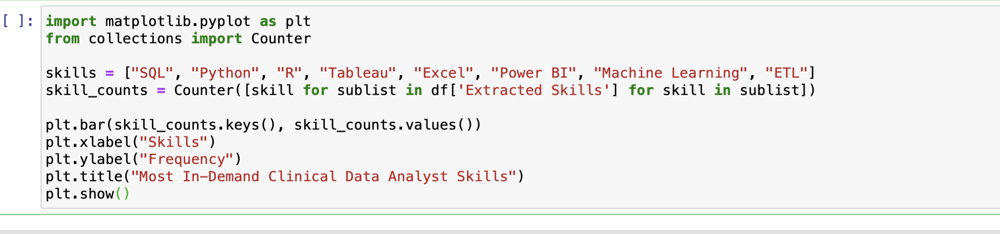 [ ]: import matplotlib.pyplot as plt
from collections import Counter
skills = ["SQL", "Python", "R", "Tableau", "Excel", "Power BI", "Machine Learning", "ETL"]
skill_counts = Counter([skill for sublist in df['Extracted Skills'] for skill in sublist])
plt.bar(skill_counts.keys(), skill_counts.values())
plt.xlabel("Skills")
plt.ylabel("Frequency")
plt.title("Most In-Demand Clinical Data Analyst Skills")
plt.show()